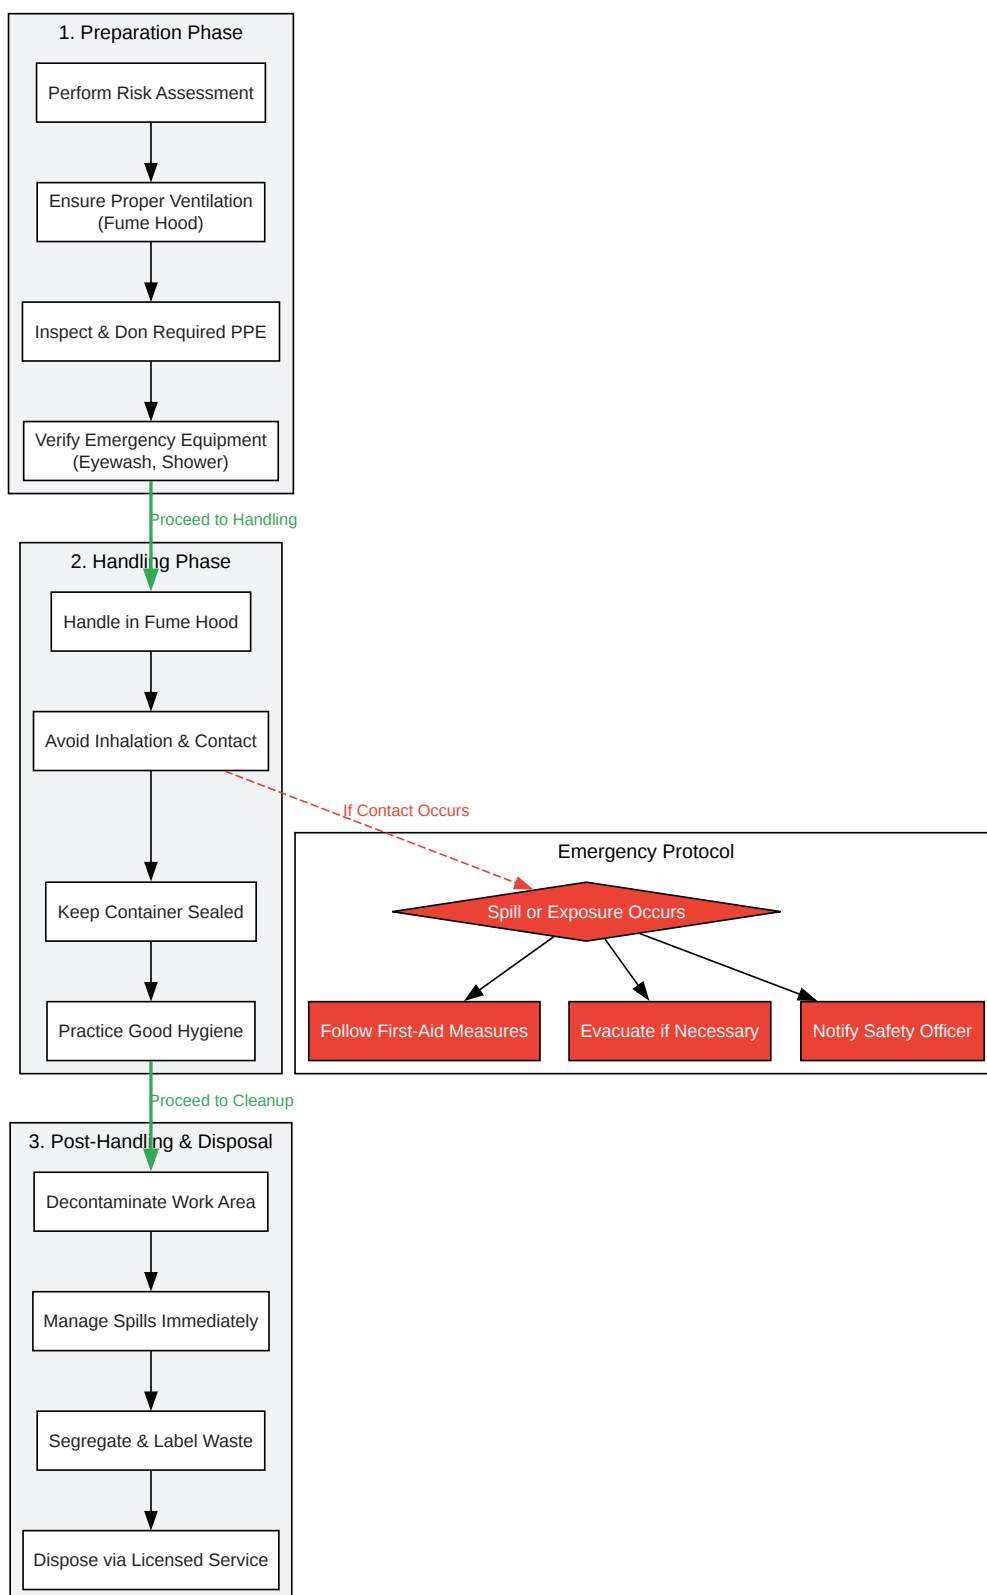 1. Preparation Phase
Perform Risk Assessment
Ensure Proper Ventilation
(Fume Hood)
Inspect & Don Required PPE
Verify Emergency Equipment
(Eyewash, Shower)
Proceed to Handling
2. Handling Phase
Handle in Fume Hood
Avoid Inhalation & Contact
If Contact Occurs
Emergency Protocol
Spill or Exposure Occurs
Keep Container Sealed
Follow First-Aid Measures
Evacuate if Necessary
Notify Safety Officer
Practice Good Hygiene
Proceed to Cleanup
3. Post-Handling & Disposal
Decontaminate Work Area
Manage Spills Immediately
Segregate & Label Waste
Dispose via Licensed Service